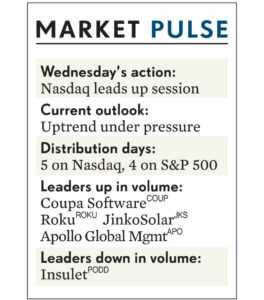 MARKET PULSE
Wednesday's action:
Nasdaq leads up session
Current outlook:
Uptrend under pressure
Distribution days:
5 on Nasdaq, 4 on S&P 500
Leaders up in volume:
Coupa Software COUP
Roku ROKU JinkoSolar JKS
Apollo Global Mgmt APO
Leaders down in volume:
Insulet PODD